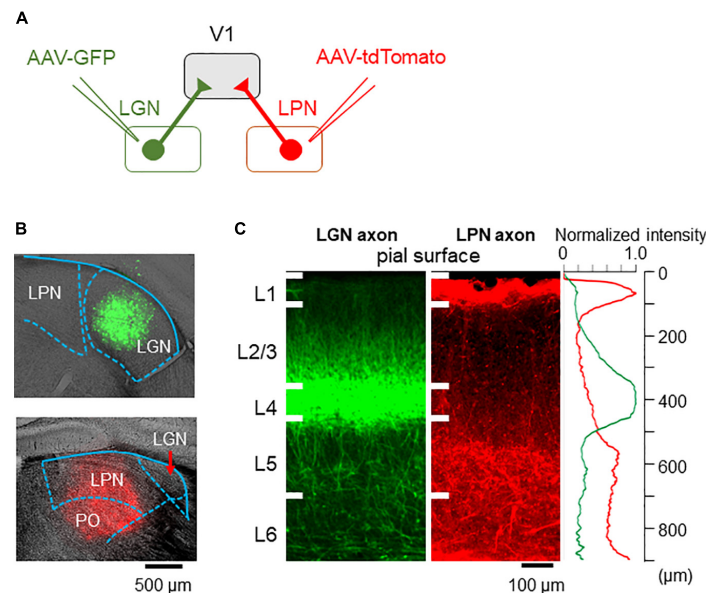 A
V1
AAV-GFP
AAV-tdTomato
LGN
LPN
B
LPN
LGN
LGN
LPN
PO
500 µm
C
LGN axon
LPN axon
Normalized intensity
pial surface
0
1.0
L1
L2/3
L4
L5
L6
0
200
400
600
800
(µm)
100 µm